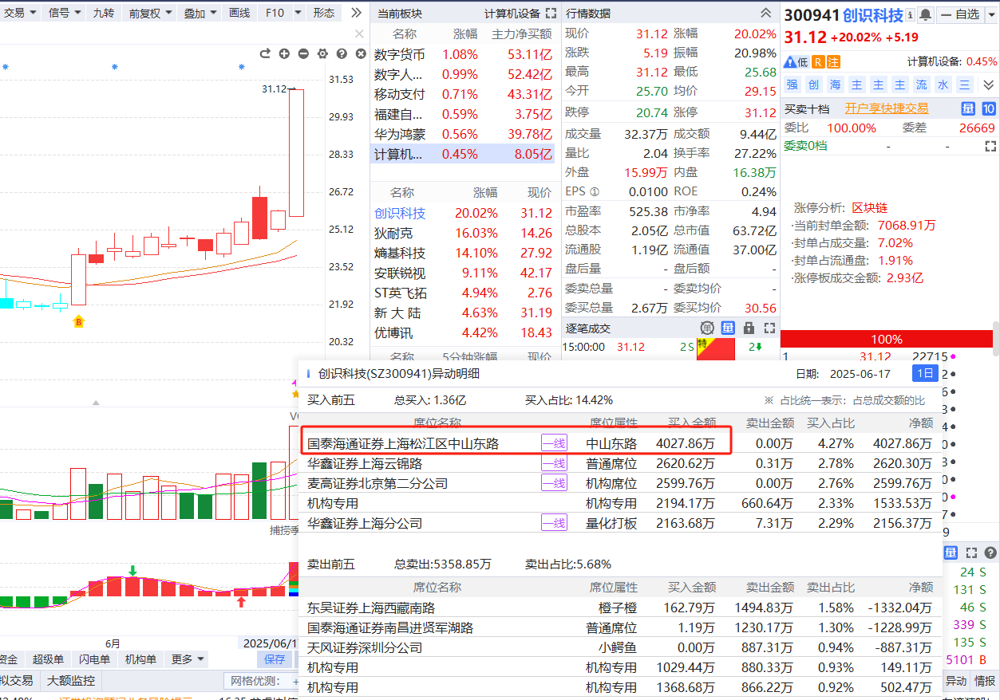 交易 信号 九转 前复权 叠加 画线 F10 形态
31.53
31.12
29.93
28.33
26.72
25.12
23.52
21.92
B
20.32
当前板块 计算机设备
名称 涨幅 主力净买额
数字货币 1.08% 53.11亿
数字人... 0.99% 52.42亿
移动支付 0.71% 43.31亿
福建自... 0.59% 3.75亿
华为鸿蒙 0.56% 39.78亿
计算机... 0.45% 8.05亿
名称 涨幅 现价
创识科技 20.02% 31.12
狄耐克 16.03% 14.26
熵基科技 14.10% 27.92
安联锐视 9.11% 42.17
ST英飞拓 4.94% 2.76
新 大 陆 4.63% 31.19
优博讯 4.42% 18.43
名称 5分钟涨幅 现价
行情数据
现价 31.12 涨幅 20.02%
涨跌 5.19 振幅 20.98%
最高 31.12 最低 25.68
今开 25.70 均价 29.15
跌停 20.74 涨停 31.12
成交量 32.37万 成交额 9.44亿
量比 2.04 换手率 27.22%
外盘 15.99万 内盘 16.38万
EPS ① 0.0100 ROE 0.24%
市盈率 525.38 市净率 4.94
总股本 2.05亿 总市值 63.72亿
流通股 1.19亿 流通值 37.00亿
盘后量 - 盘后额 -
委卖总量 - 委卖均价 -
委买总量 2.67万 委买均价 30.56
逐笔成交 单 量
15:00:00 31.12 2 S 特 2
300941 创识科技 i 自选
31.12 +20.02% +5.19
低 R 注 计算机设备: 0.45%
强 创 海 主 主 主 流 水 三
买卖十档 开户享快捷交易 量 10
委比 100.00% 委差 26669
委卖0档 - -
涨停分析: 区块链
·当前封单金额: 7068.91万
·封单占成交量: 7.02%
·封单占流通盘: 1.91%
·涨停板成交金额: 2.93亿
100%
1 31.12 22715
创识科技(SZ300941)异动明细 日期: 2025-06-17 1日
买入前五 总买入: 1.36亿 买入占比: 14.42% ※ 占比统一表示: 占总成交额的比
席位名称 席位属性 买入金额 卖出金额 买入占比 净额
国泰海通证券上海松江区中山东路 一线 中山东路 4027.86万 0.00万 4.27% 4027.86万
华鑫证券上海云锦路 一线 普通席位 2620.62万 0.31万 2.78% 2620.30万
麦高证券北京第二分公司 一线 机构席位 2599.76万 0.00万 2.76% 2599.76万
机构专用 机构专用 2194.17万 660.64万 2.33% 1533.53万
华鑫证券上海分公司 一线 量化打板 2163.68万 7.31万 2.29% 2156.37万
卖出前五 总卖出:5358.85万 卖出占比:5.68%
席位名称 席位属性 买入金额 卖出金额 卖出占比 净额
东吴证券上海西藏南路 橙子橙 162.79万 1494.83万 1.58% -1332.04万
国泰海通证券南昌进贤军湖路 普通席位 1.19万 1230.17万 1.30% -1228.99万
天风证券深圳分公司 小鳄鱼 0.00万 887.31万 0.94% -887.31万
机构专用 机构专用 1029.44万 880.33万 0.93% 149.11万
机构专用 机构专用 1368.68万 866.22万 0.92% 502.47万
捕捞季
6月 2025/06/1
资金 超级单 闪电单 机构单 更多 保存
拟交易 大额监控 网格优测: +
量
24 S
131 S
46 S
339 S
135 S
5101 B
异动 情报